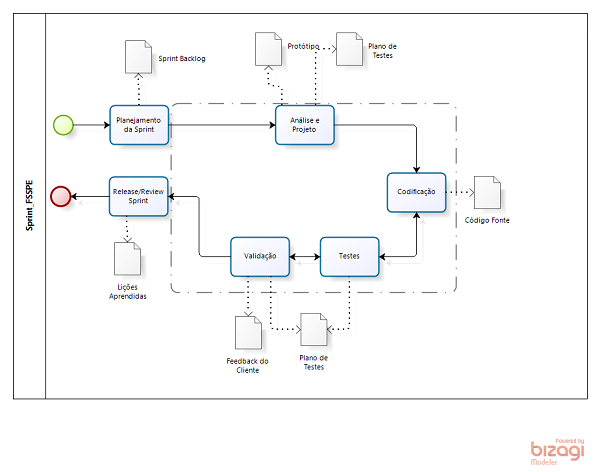 Sprint_FSSPE
Sprint Backlog
Protótipo
Plano de
Testes
Planejamento
da Sprint
Análise e
Projeto
Release/Review
Sprint
Codificação
Código Fonte
Validação
Testes
Lições
Aprendidas
Feedback do
Cliente
Plano de
Testes
Powered by
bizagi
Modeler